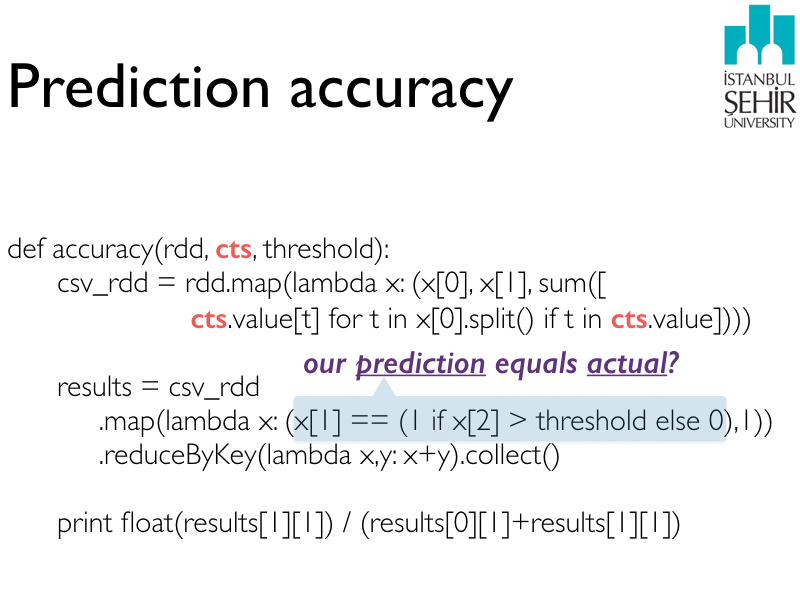 İSTANBUL
ŞEHİR
UNIVERSITY
Prediction accuracy
def accuracy(rdd, cts, threshold):
csv_rdd = rdd.map(lambda x: (x[0], x[1], sum([
cts.value[t] for t in x[0].split() if t in cts.value])))
our prediction equals actual?
results = csv_rdd
.map(lambda x: (x[1] == (1 if x[2] > threshold else 0),1))
.reduceByKey(lambda x,y: x+y).collect()
print float(results[1][1]) / (results[0][1]+results[1][1])